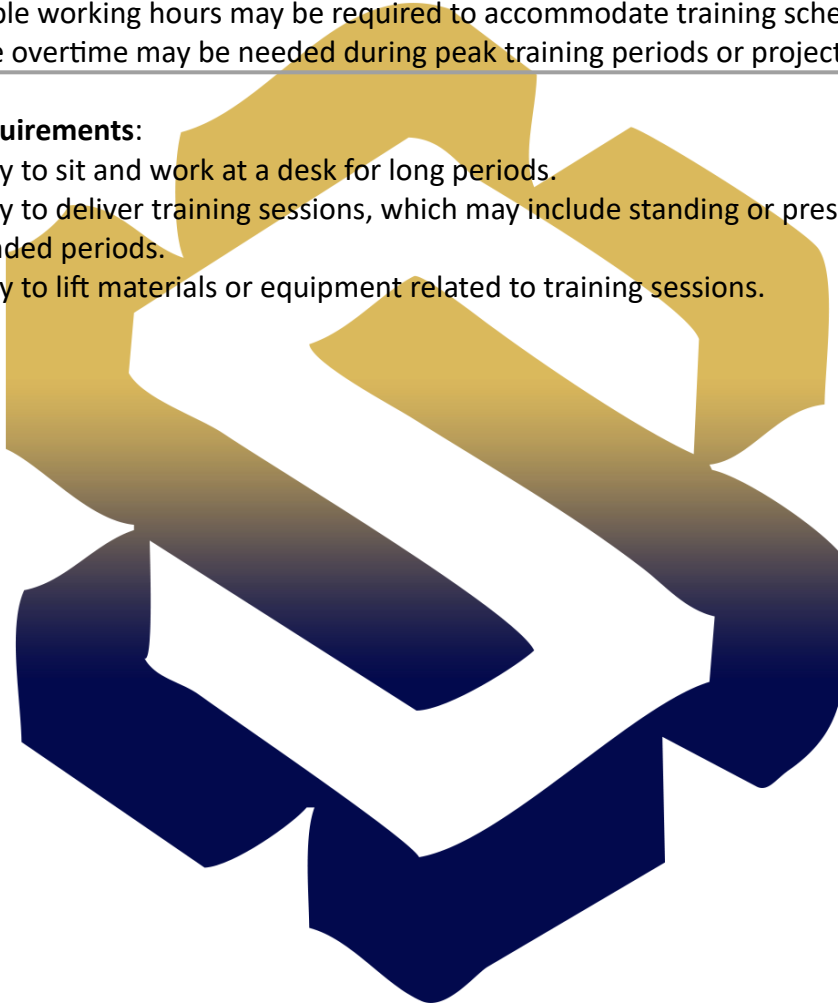 ble working hours may be required to accommodate training sche
e overtime may be needed during peak training periods or project
uirements:
y to sit and work at a desk for long periods.
y to deliver training sessions, which may include standing or pres
nded periods.
y to lift materials or equipment related to training sessions.